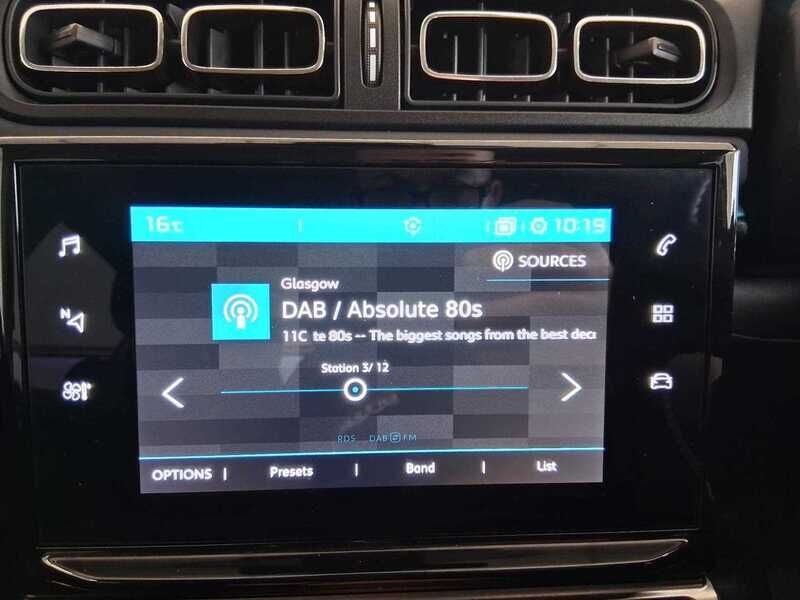 16°C 10:19
SOURCES
N
Glasgow
DAB / Absolute 80s
11C te 80s -- The biggest songs from the best deca
Station 3/ 12
RDS DAB FM
OPTIONS | Presets | Band | List